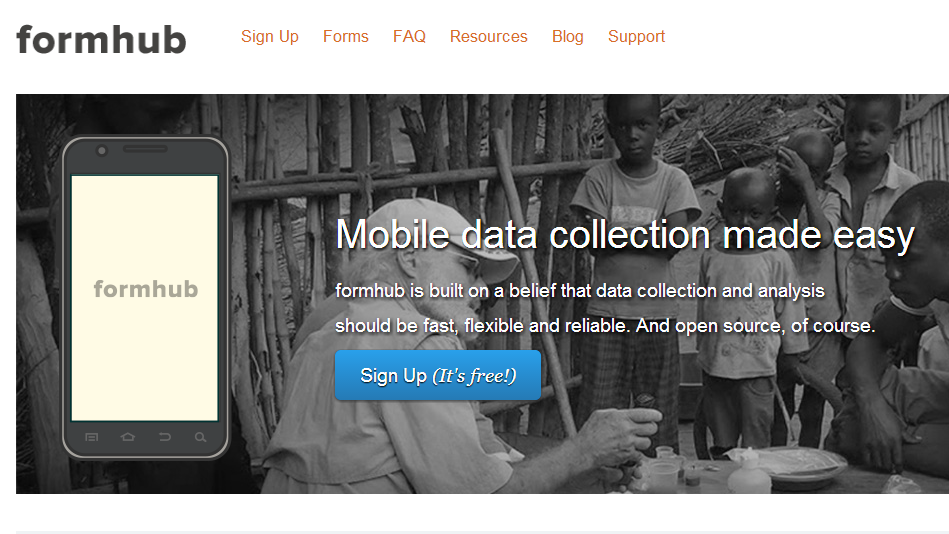 formhub
Sign Up Forms FAQ Resources Blog Support
Mobile data collection made easy
formhub
formhub is built on a belief that data collection and analysis
should be fast, flexible and reliable. And open source, of course.
Sign Up (It's free!)